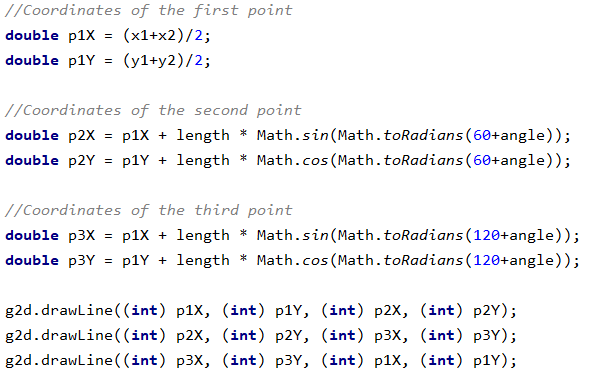 //Coordinates of the first point
double p1X = (x1+x2)/2;
double p1Y = (y1+y2)/2;
//Coordinates of the second point
double p2X = p1X + length * Math.sin(Math.toRadians(60+angle));
double p2Y = p1Y + length * Math.cos(Math.toRadians(60+angle));
//Coordinates of the third point
double p3X = p1X + length * Math.sin(Math.toRadians(120+angle));
double p3Y = p1Y + length * Math.cos(Math.toRadians(120+angle));
g2d.drawLine((int) p1X, (int) p1Y, (int) p2X, (int) p2Y);
g2d.drawLine((int) p2X, (int) p2Y, (int) p3X, (int) p3Y);
g2d.drawLine((int) p3X, (int) p3Y, (int) p1X, (int) p1Y);